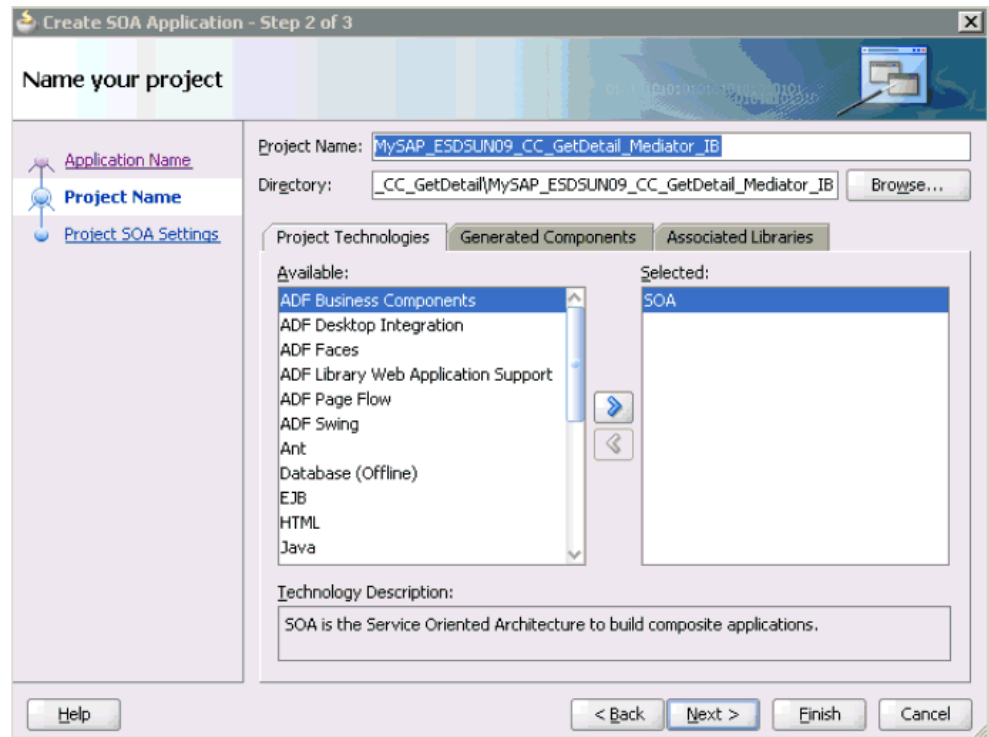 Create SOA Application - Step 2 of 3
Name your project
Application Name
Project Name
Project SOA Settings
Project Name: MySAP_ESDSUN09_CC_GetDetail_Mediator_IB
Directory: _CC_GetDetail\MySAP_ESDSUN09_CC_GetDetail_Mediator_IB Browse...
Project Technologies Generated Components Associated Libraries
Available:
ADF Business Components
ADF Desktop Integration
ADF Faces
ADF Library Web Application Support
ADF Page Flow
ADF Swing
Ant
Database (Offline)
EJB
HTML
Java
Selected:
SOA
Technology Description:
SOA is the Service Oriented Architecture to build composite applications.
Help < Back Next > Finish Cancel